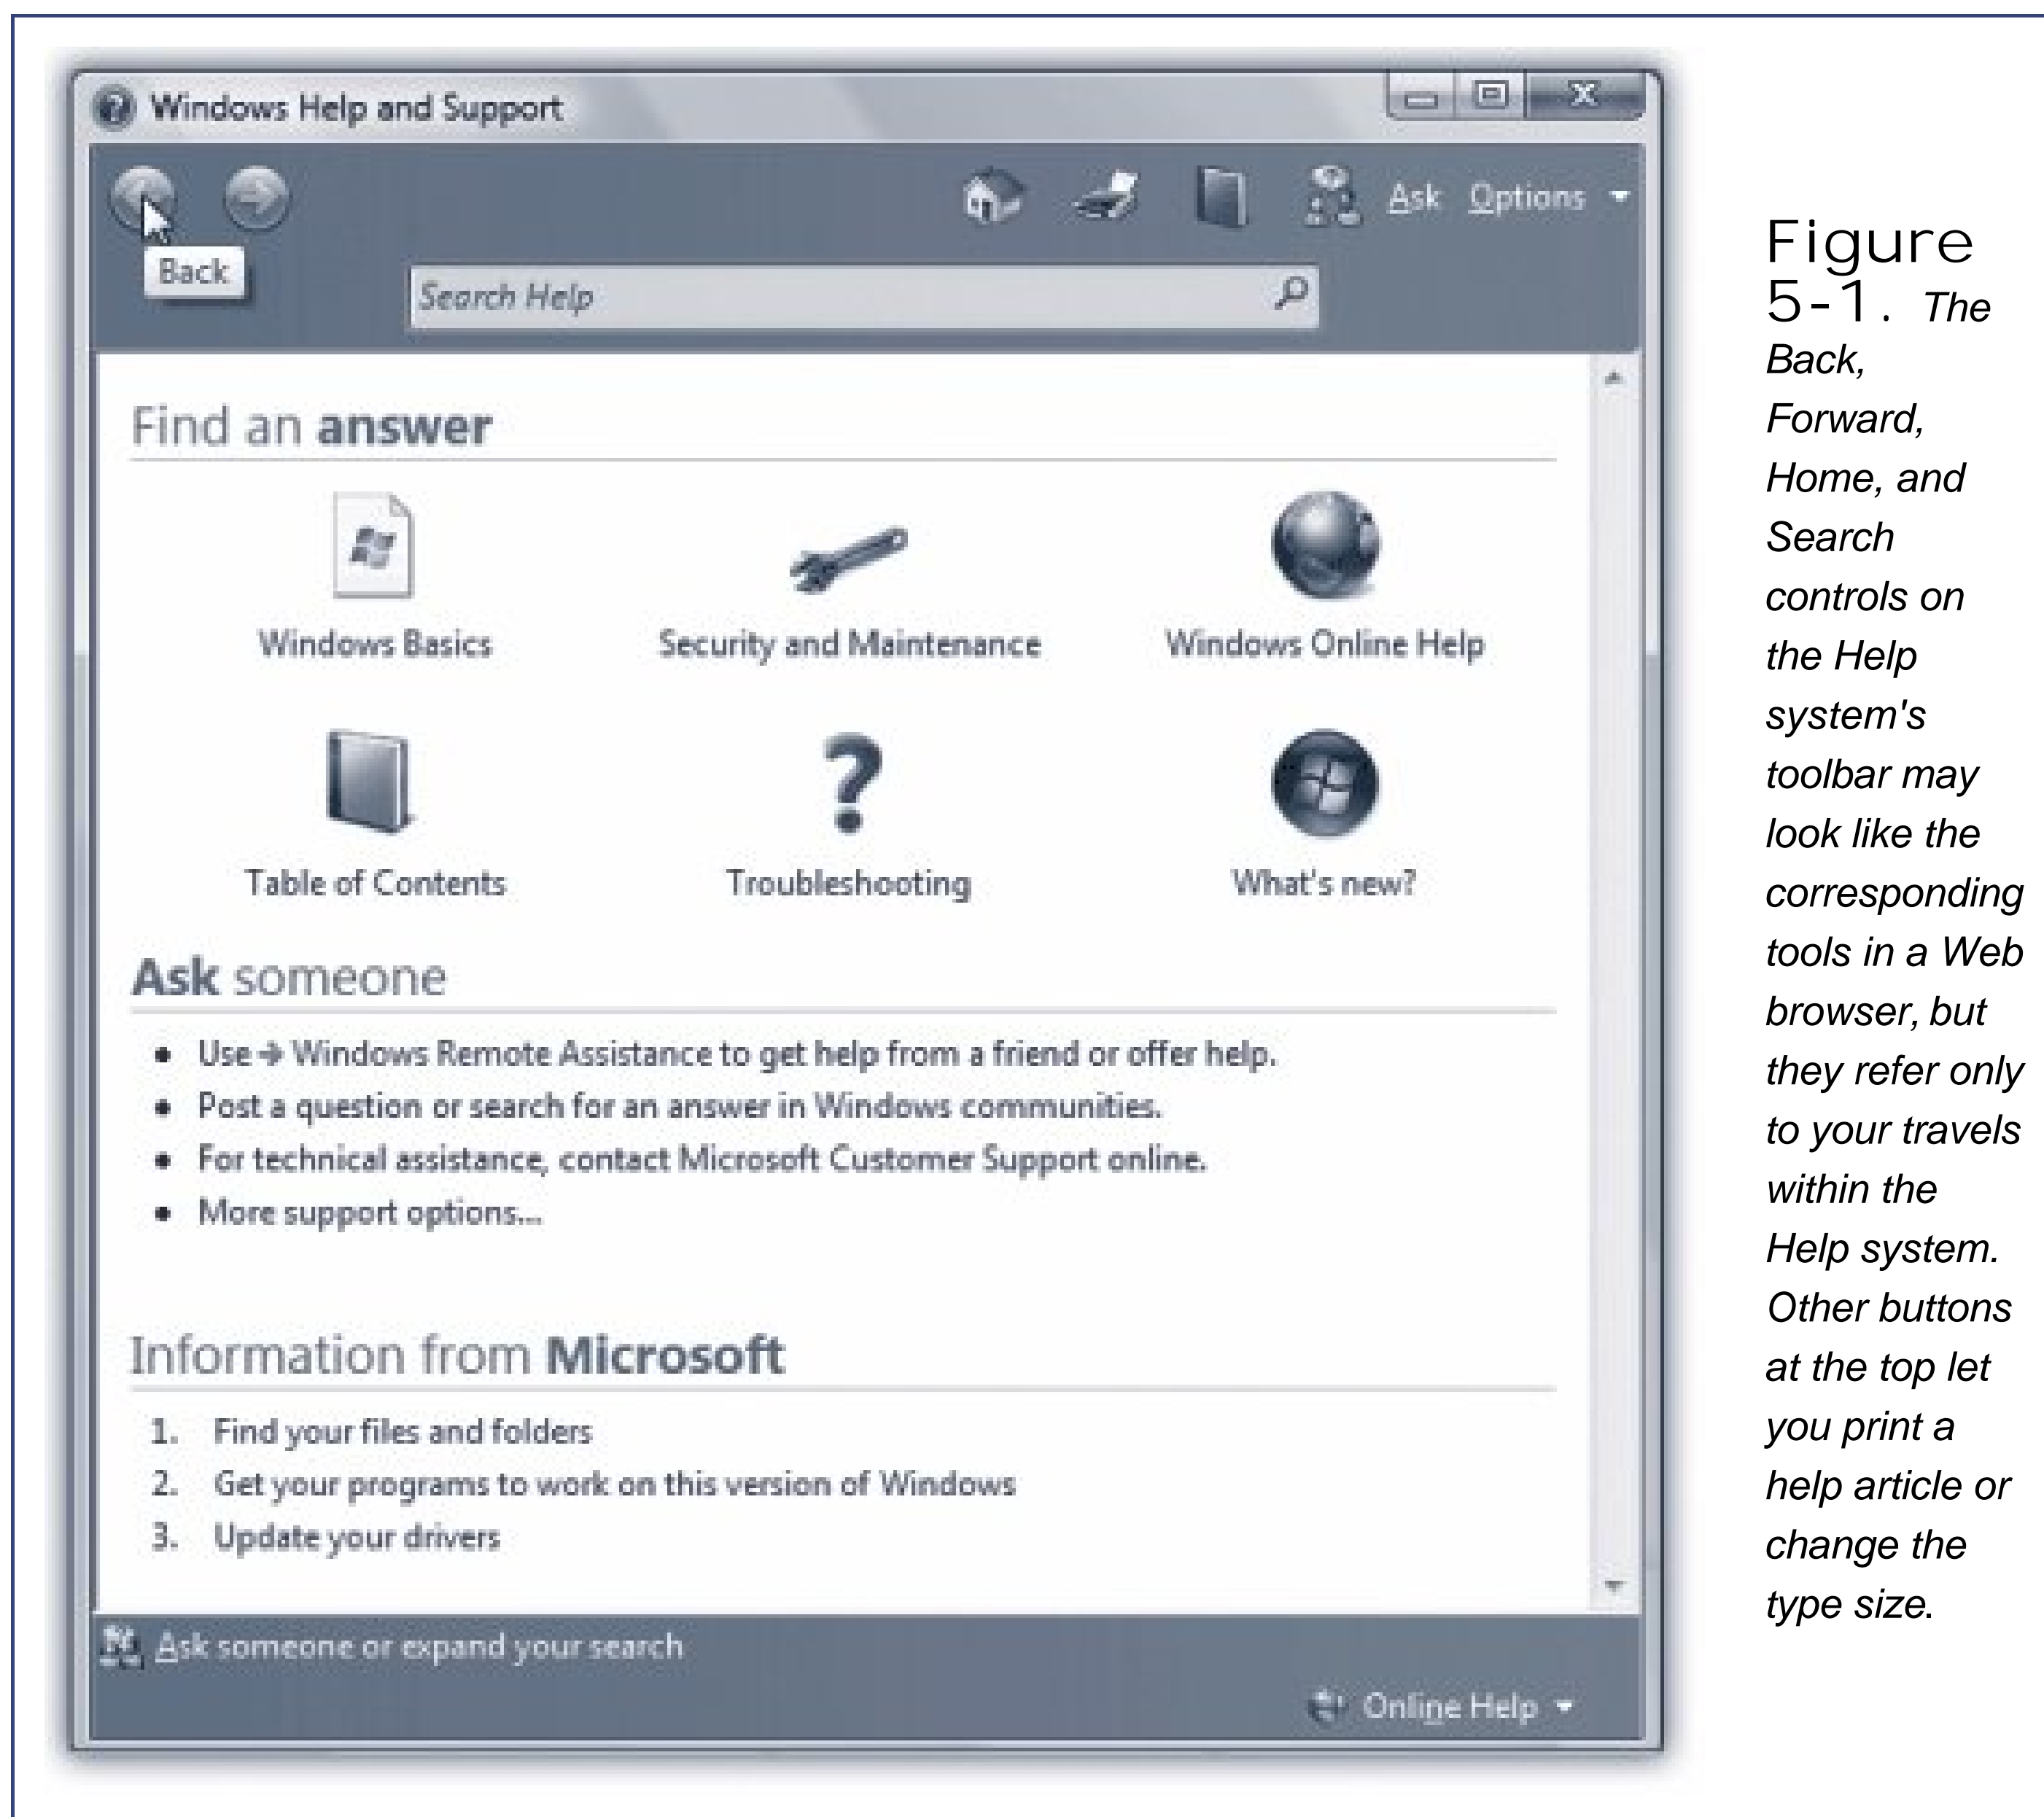 Windows Help and Support
Ask Options
Back
Search Help
Find an answer
Windows Basics
Security and Maintenance
Windows Online Help
Table of Contents
Troubleshooting
What's new?
Ask someone
• Use → Windows Remote Assistance to get help from a friend or offer help.
• Post a question or search for an answer in Windows communities.
• For technical assistance, contact Microsoft Customer Support online.
• More support options...
Information from Microsoft
1. Find your files and folders
2. Get your programs to work on this version of Windows
3. Update your drivers
Ask someone or expand your search
Online Help
Figure
5-1. The
Back,
Forward,
Home, and
Search
controls on
the Help
system's
toolbar may
look like the
corresponding
tools in a Web
browser, but
they refer only
to your travels
within the
Help system.
Other buttons
at the top let
you print a
help article or
change the
type size.